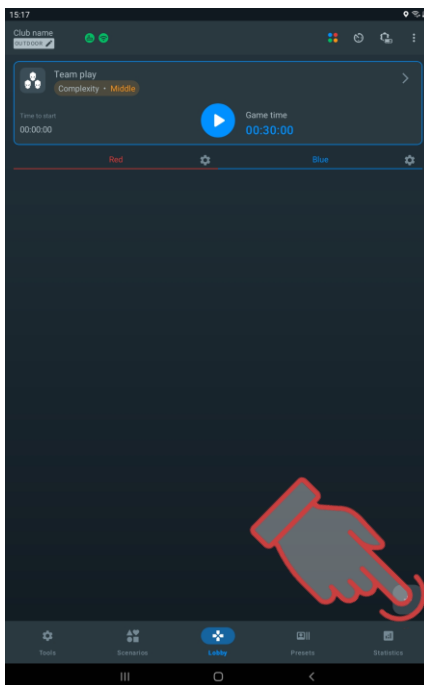 15:17
Club name
OUTDOOR
Team play
Complexity • Middle
Time to start
Game time
00:00:00
00:30:00
Red
Blue
Tools
Scenarios
Lobby
Presets
Statistics